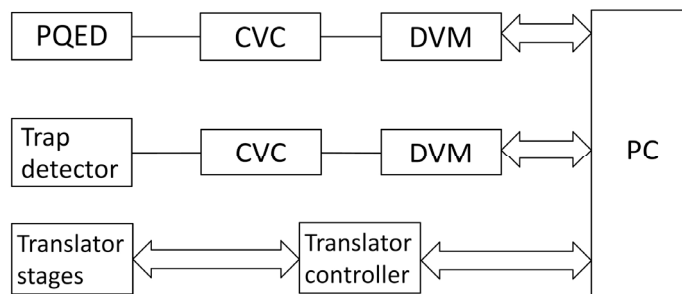 PQED
CVC
DVM
Trap
detector
CVC
DVM
PC
Translator
stages
Translator
controller